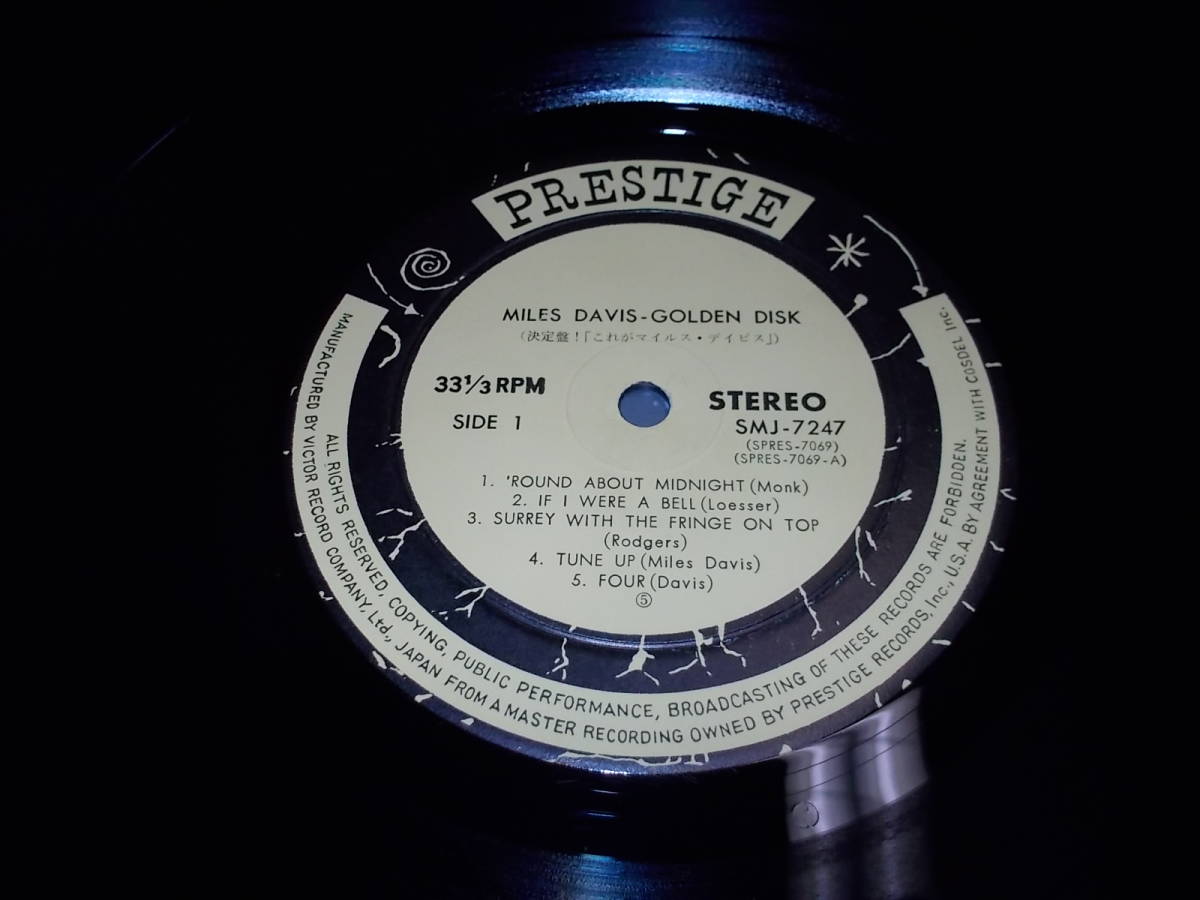 PRESTIGE
MILES DAVIS-GOLDEN DISK
(決定盤!「これがマイルス・デイビス」)
33 1/3 RPM
STEREO
SIDE 1
SMJ-7247
(SPRES-7069)
(SPRES-7069-A)
1. 'ROUND ABOUT MIDNIGHT (Monk)
2. IF I WERE A BELL (Loesser)
3. SURREY WITH THE FRINGE ON TOP
(Rodgers)
4. TUNE UP (Miles Davis)
5. FOUR (Davis)
⑤
ALL RIGHTS RESERVED, COPYING, PUBLIC PERFORMANCE, BROADCASTING OF THESE RECORDS ARE FORBIDDEN.
MANUFACTURED BY VICTOR RECORD COMPANY, Ltd., JAPAN FROM A MASTER RECORDING OWNED BY PRESTIGE RECORDS, Inc., U.S.A. BY AGREEMENT WITH COSDEL Inc.